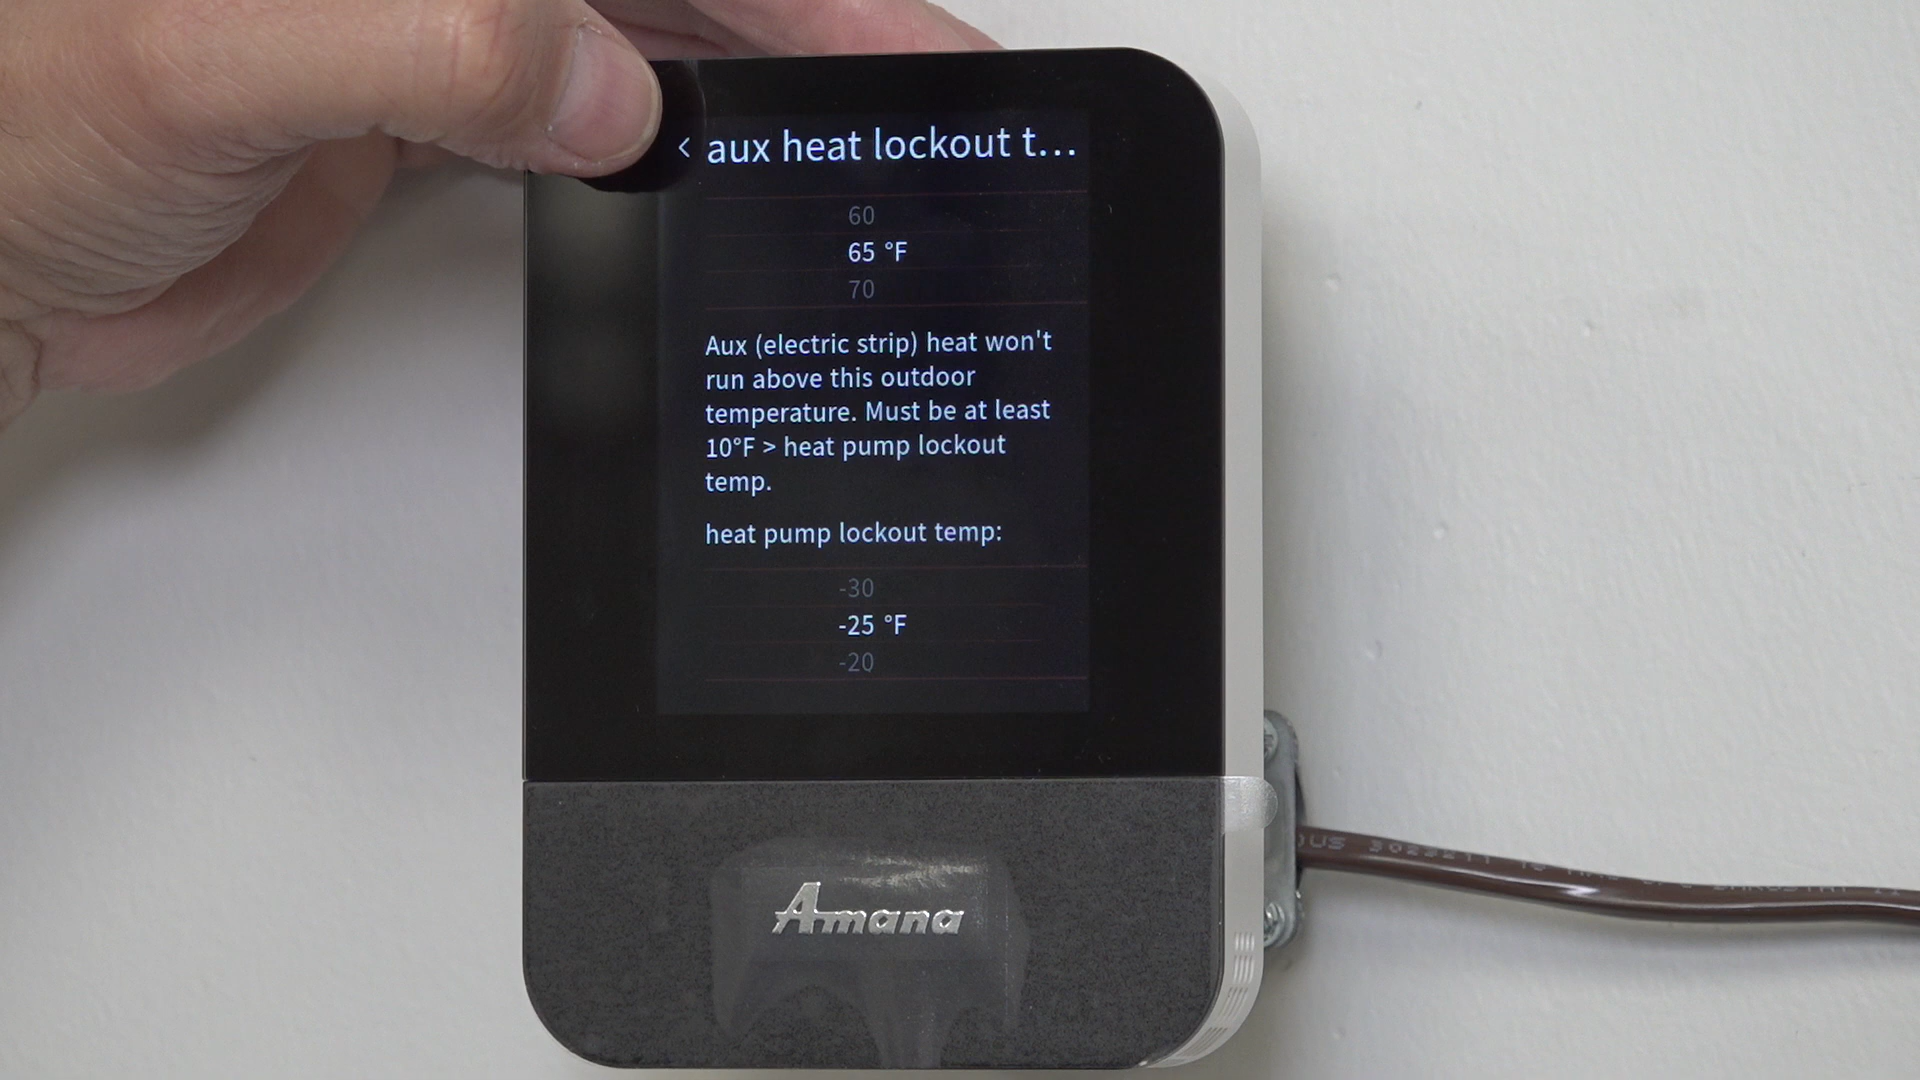 < aux heat lockout t...
60
65 °F
70
Aux (electric strip) heat won't
run above this outdoor
temperature. Must be at least
10°F > heat pump lockout
temp.
heat pump lockout temp:
-30
-25 °F
-20
Amana